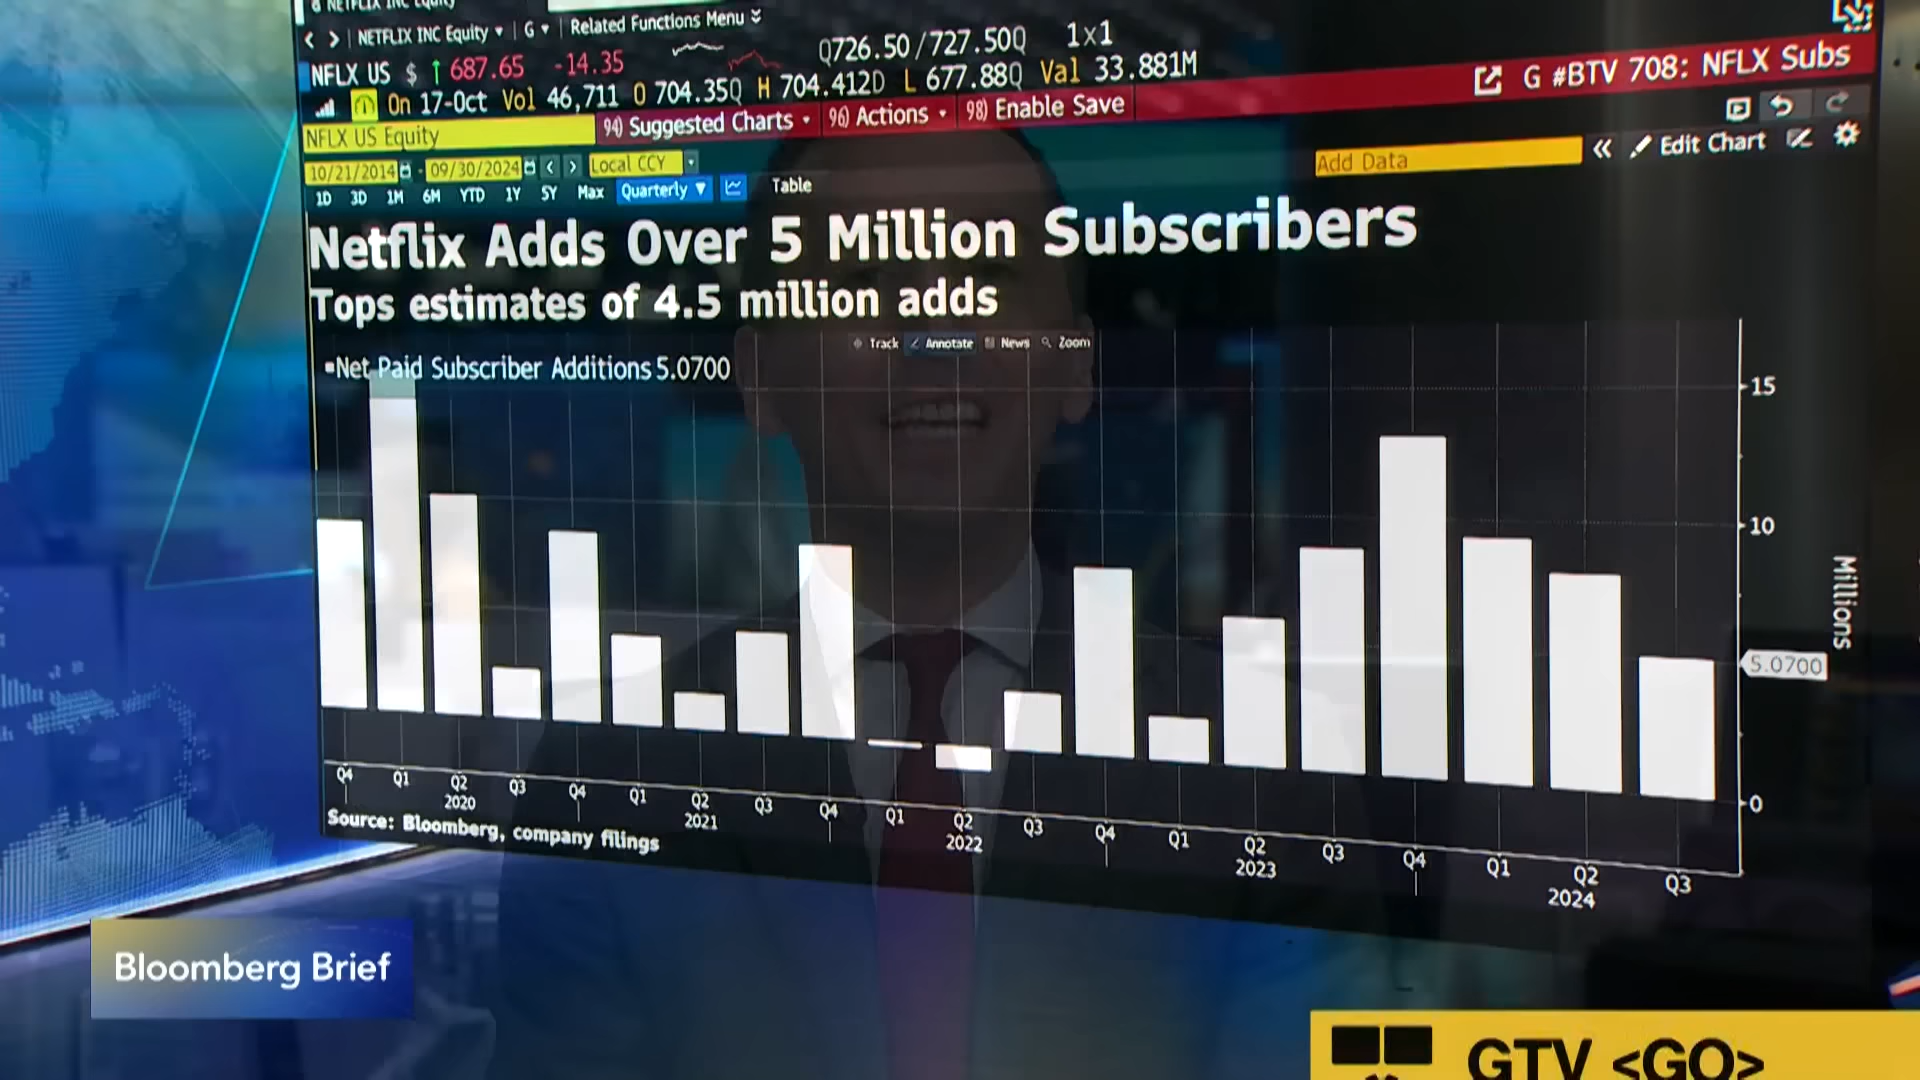 NETFLIX INC Equity
NETFLIX INC Equity G Related Functions Menu
NFLX US $ 687.65 -14.35 Q726.50/727.50Q 1x1
On 17-Oct Vol 46,711 O 704.35Q H 704.412D L 677.88Q Val 33.881M
NFLX US Equity 94) Suggested Charts 96) Actions 98) Enable Save G #BTV 708: NFLX Subs
10/21/2014 - 09/30/2024 Local CCY Add Data « Edit Chart
1D 3D 1M 6M YTD 1Y 5Y Max Quarterly Table
Netflix Adds Over 5 Million Subscribers
Tops estimates of 4.5 million adds
Track Annotate News Zoom
Net Paid Subscriber Additions 5.0700
15
10
5.0700
0
Millions
Q4 Q1 Q2 Q3 Q4 Q1 Q2 Q3 Q4 Q1 Q2 Q3 Q4 Q1 Q2 Q3 Q4 Q1 Q2 Q3
2020 2021 2022 2023 2024
Source: Bloomberg, company filings
Bloomberg Brief
GTV <GO>